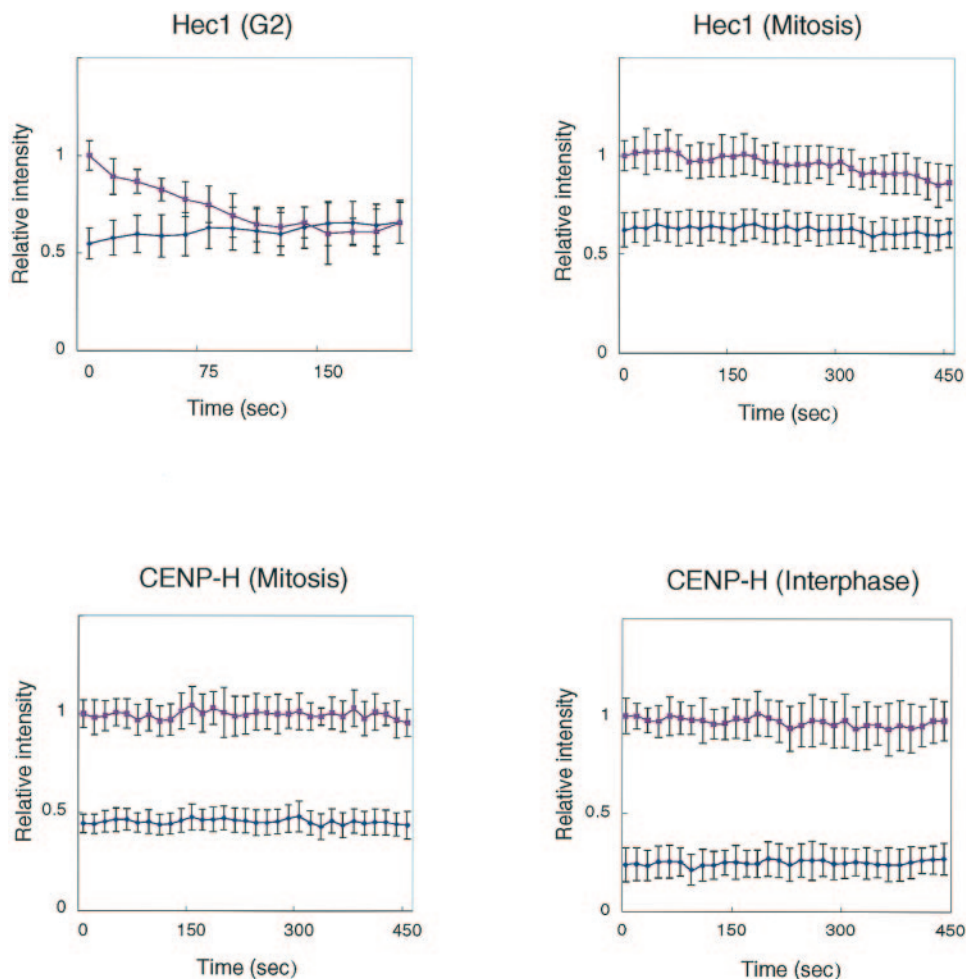 Hec1 (G2)
Relative intensity
1
0.5
0
0 75 150
Time (sec)
Hec1 (Mitosis)
Relative intensity
1
0.5
0
0 150 300 450
Time (sec)
CENP-H (Mitosis)
Relative intensity
1
0.5
0
0 150 300 450
Time (sec)
CENP-H (Interphase)
Relative intensity
1
0.5
0
0 150 300 450
Time (sec)